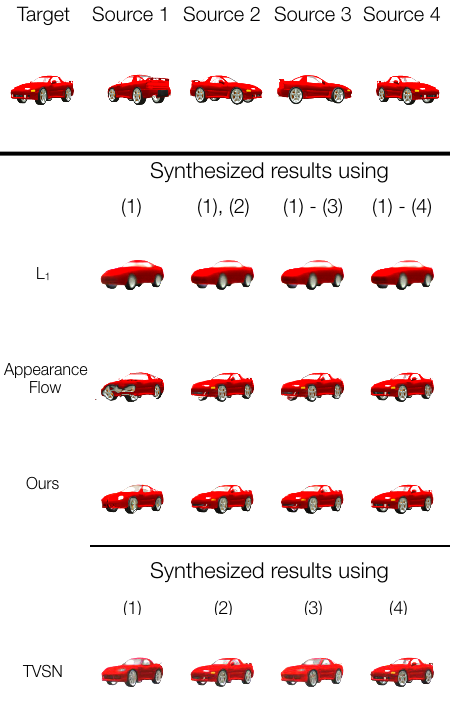 Target Source 1 Source 2 Source 3 Source 4
Synthesized results using
(1) (1), (2) (1) - (3) (1) - (4)
L₁
Appearance
Flow
Ours
Synthesized results using
(1) (2) (3) (4)
TVSN